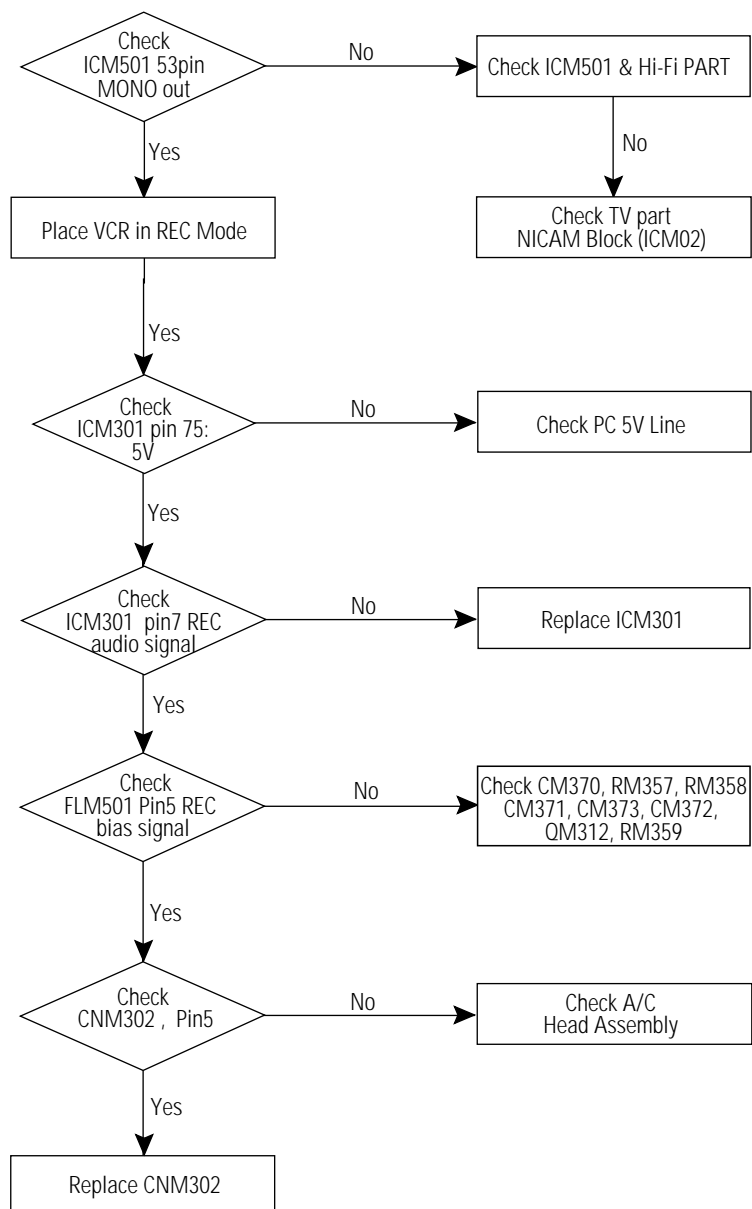 Check
ICM501 53pin
MONO out
No
Check ICM501 & Hi-Fi PART
Yes
No
Place VCR in REC Mode
Check TV part
NICAM Block (ICM02)
Yes
Check
ICM301 pin 75:
5V
No
Check PC 5V Line
Yes
Check
ICM301 pin7 REC
audio signal
No
Replace ICM301
Yes
Check
FLM501 Pin5 REC
bias signal
No
Check CM370, RM357, RM358
CM371, CM373, CM372,
QM312, RM359
Yes
Check
CNM302 , Pin5
No
Check A/C
Head Assembly
Yes
Replace CNM302